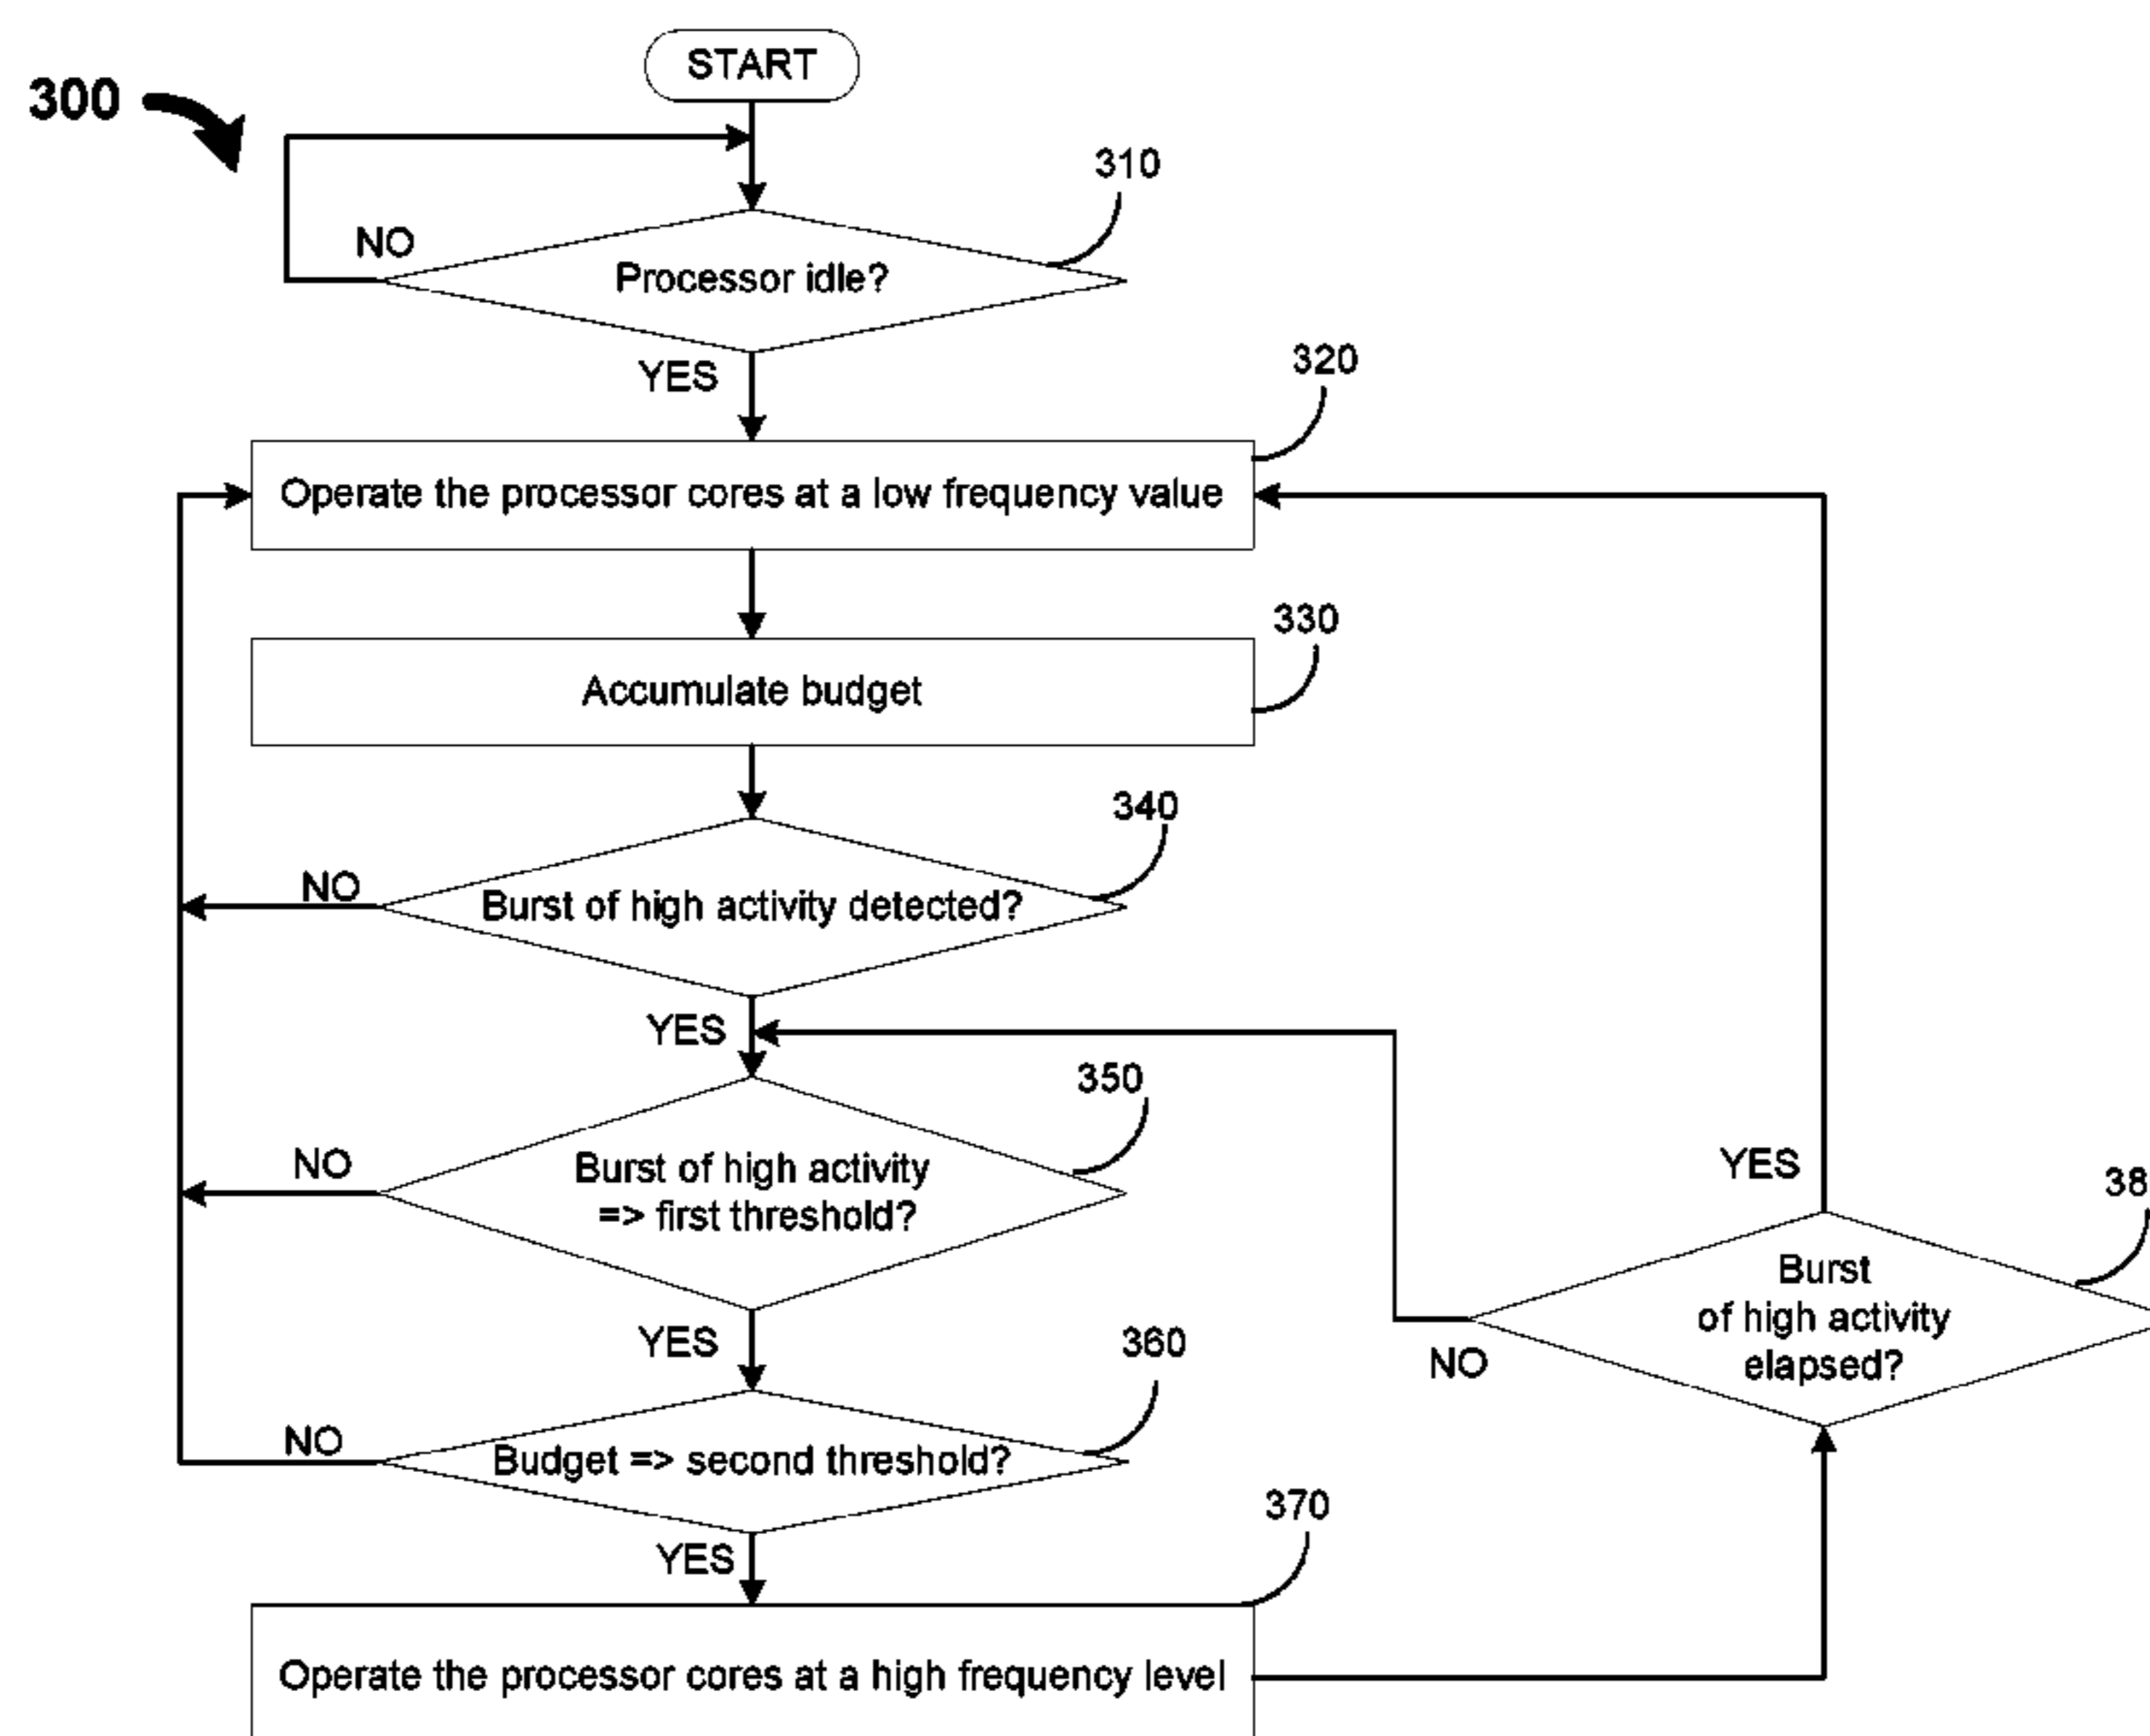 START
300
310
NO
Processor idle?
YES
320
Operate the processor cores at a low frequency value
330
Accumulate budget
340
NO
Burst of high activity detected?
YES
350
NO
Burst of high activity
=> first threshold?
YES
38
Burst
of high activity
elapsed?
NO
YES
360
NO
Budget => second threshold?
YES
370
Operate the processor cores at a high frequency level